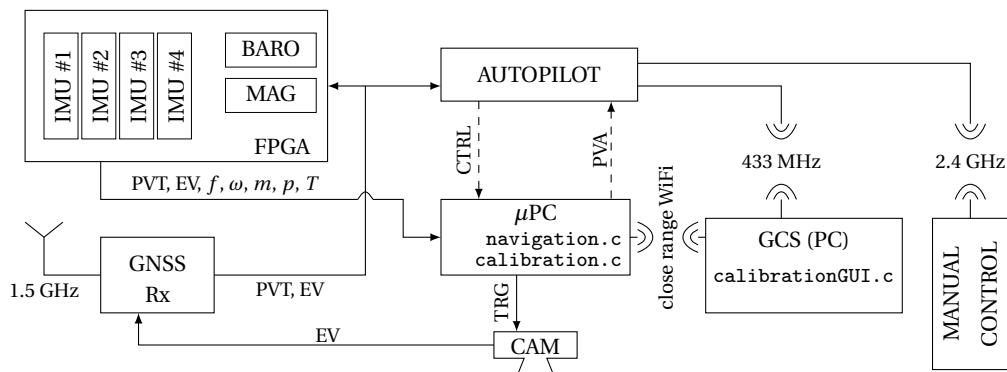 IMU #1
IMU #2
IMU #3
IMU #4
BARO
MAG
FPGA
AUTOPILOT
CTRL
PVA
433 MHz
2.4 GHz
PVT, EV, f, ω, m, p, T
μPC
navigation.c
calibration.c
close range WiFi
GCS (PC)
calibrationGUI.c
MANUAL
CONTROL
1.5 GHz
GNSS
Rx
PVT, EV
TRG
EV
CAM